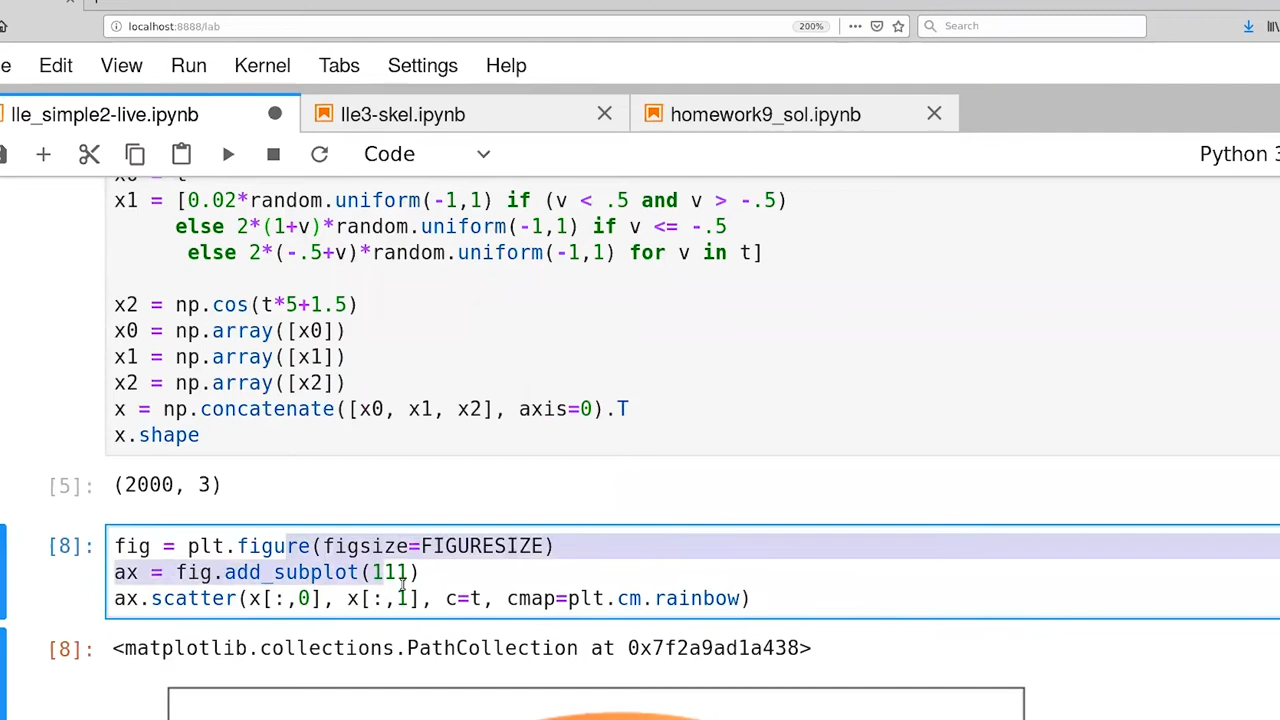 localhost:8888/lab
200%
Search
e Edit View Run Kernel Tabs Settings Help
lle_simple2-live.ipynb
lle3-skel.ipynb
homework9_sol.ipynb
Code
Python 3
x1 = [0.02*random.uniform(-1,1) if (v < .5 and v > -.5)
else 2*(1+v)*random.uniform(-1,1) if v <= -.5
else 2*(-.5+v)*random.uniform(-1,1) for v in t]
x2 = np.cos(t*5+1.5)
x0 = np.array([x0])
x1 = np.array([x1])
x2 = np.array([x2])
x = np.concatenate([x0, x1, x2], axis=0).T
x.shape
[5]: (2000, 3)
[8]: fig = plt.figure(figsize=FIGURESIZE)
ax = fig.add_subplot(111)
ax.scatter(x[:,0], x[:,1], c=t, cmap=plt.cm.rainbow)
[8]: <matplotlib.collections.PathCollection at 0x7f2a9ad1a438>